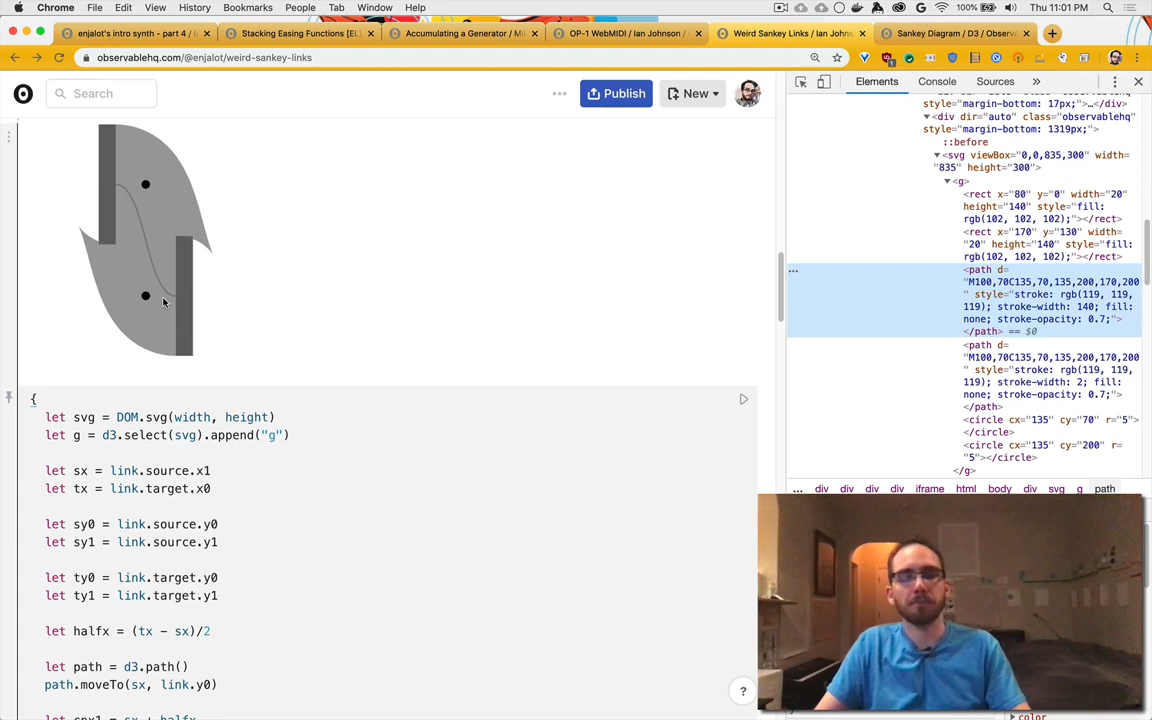 Chrome File Edit View History Bookmarks People Tab Window Help 100% Thu 11:01 PM
enjalot's intro synth - part 4 / I
Stacking Easing Functions [EL]
Accumulating a Generator / Mi
OP-1 WebMIDI / Ian Johnson /
Weird Sankey Links / Ian Johns
Sankey Diagram / D3 / Observa
observablehq.com/@enjalot/weird-sankey-links
Search
Publish
New
{
let svg = DOM.svg(width, height)
let g = d3.select(svg).append("g")
let sx = link.source.x1
let tx = link.target.x0
let sy0 = link.source.y0
let sy1 = link.source.y1
let ty0 = link.target.y0
let ty1 = link.target.y1
let halfx = (tx - sx)/2
let path = d3.path()
path.moveTo(sx, link.y0)
let cpx1 = sx + halfx
?
Elements Console Sources »
style="margin-bottom: 17px;">…</div>
▼<div dir="auto" class="observablehq"
style="margin-bottom: 1319px;">
::before
▼<svg viewBox="0,0,835,300" width=
"835" height="300">
▼<g>
<rect x="80" y="0" width="20"
height="140" style="fill:
rgb(102, 102, 102);"></rect>
<rect x="170" y="130" width=
"20" height="140" style="fill:
rgb(102, 102, 102);"></rect>
<path d=
"M100,70C135,70,135,200,170,200
" style="stroke: rgb(119, 119,
119); stroke-width: 140; fill:
none; stroke-opacity: 0.7;">
</path> == $0
<path d=
"M100,70C135,70,135,200,170,200
" style="stroke: rgb(119, 119,
119); stroke-width: 2; fill:
none; stroke-opacity: 0.7;">
</path>
<circle cx="135" cy="70" r="5">
</circle>
<circle cx="135" cy="200" r=
"5"></circle>
</g>
... div div div iframe html body div svg g path
color